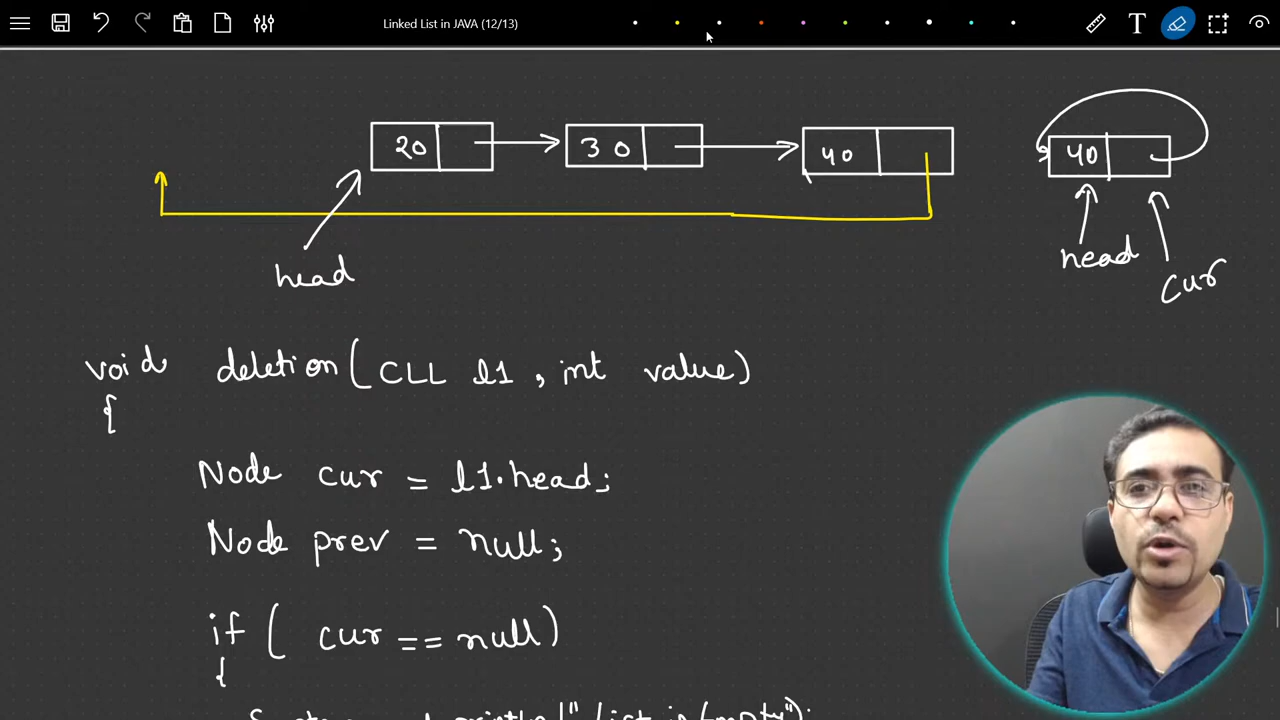 Linked List in JAVA (12/13)
T
20 30 40 40
head
cur
head
void deletion(CLL l1, int value)
{
Node cur = l1.head;
Node prev = null;
if ( cur == null)
{